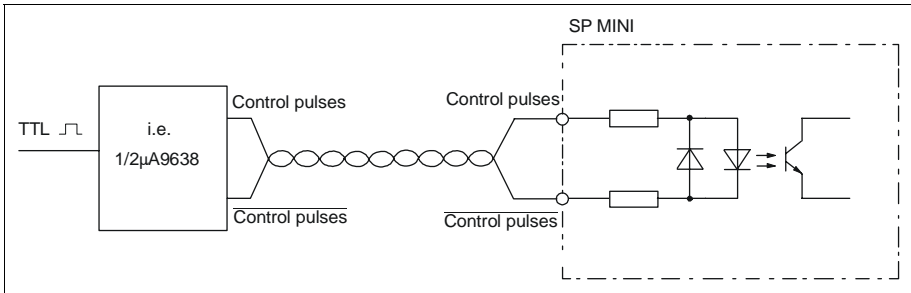 SP MINI
Control pulses
Control pulses
TTL
i.e.
1/2µA9638
Control pulses
Control pulses